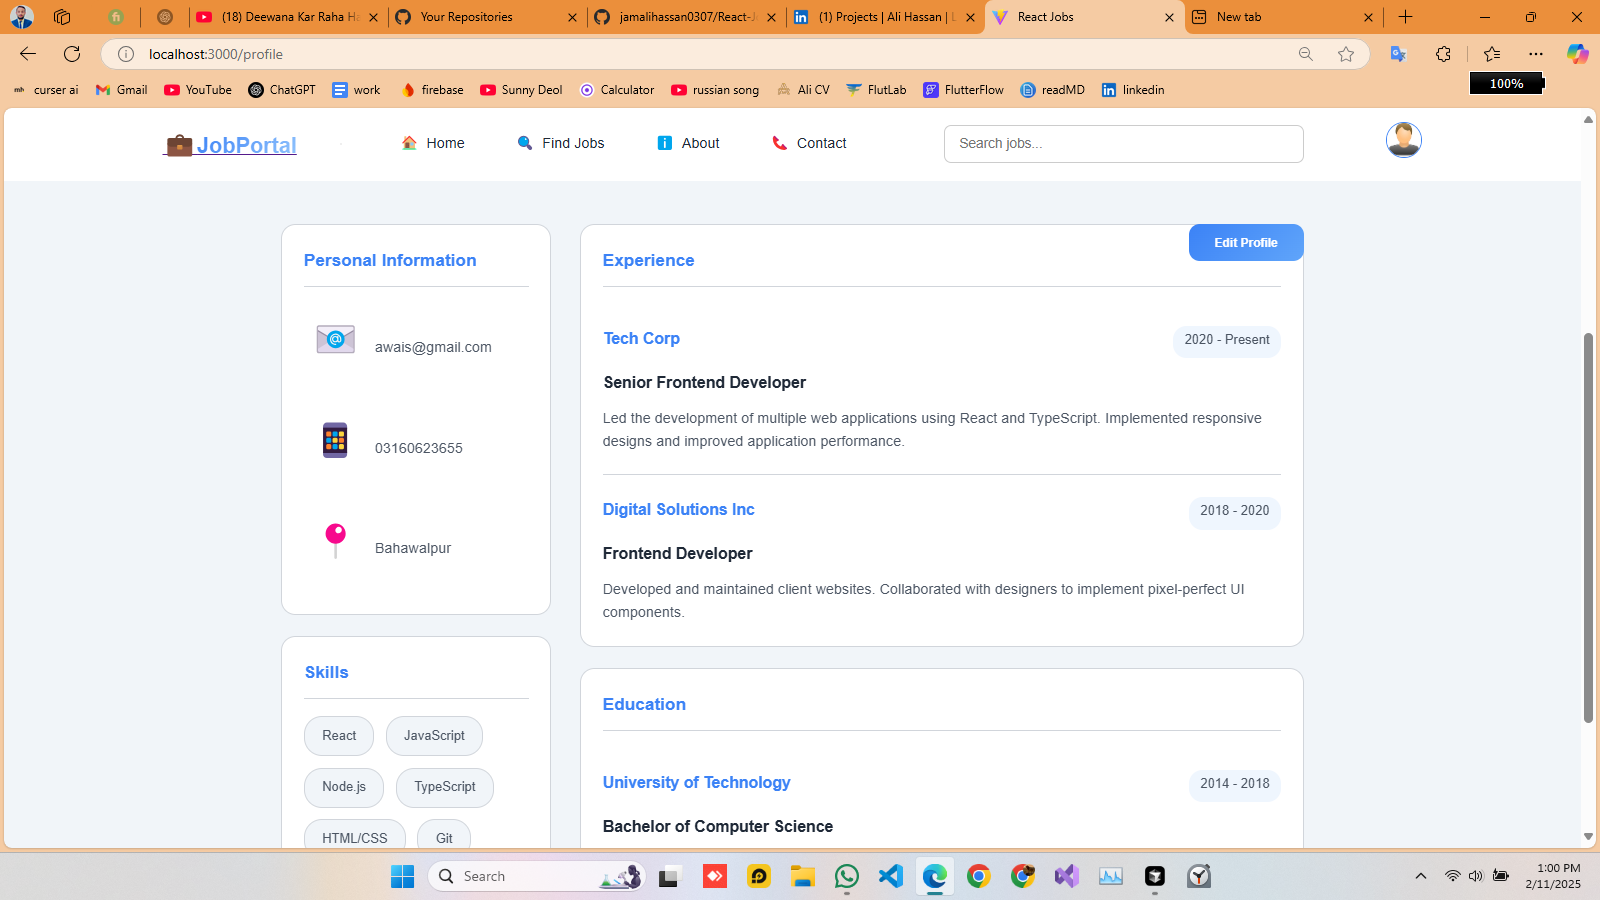 (18) Deewana Kar Raha Ha
Your Repositories
jamalihassan0307/React-Jo
(1) Projects | Ali Hassan | L
React Jobs
New tab
localhost:3000/profile
curser ai
Gmail
YouTube
ChatGPT
work
firebase
Sunny Deol
Calculator
russian song
Ali CV
FlutLab
FlutterFlow
readMD
linkedin
100%
JobPortal
Home
Find Jobs
About
Contact
Search jobs...
Personal Information
awais@gmail.com
03160623655
Bahawalpur
Skills
React
JavaScript
Node.js
TypeScript
HTML/CSS
Git
Edit Profile
Experience
Tech Corp
2020 - Present
Senior Frontend Developer
Led the development of multiple web applications using React and TypeScript. Implemented responsive
designs and improved application performance.
Digital Solutions Inc
2018 - 2020
Frontend Developer
Developed and maintained client websites. Collaborated with designers to implement pixel-perfect UI
components.
Education
University of Technology
2014 - 2018
Bachelor of Computer Science
Search
1:00 PM
2/11/2025